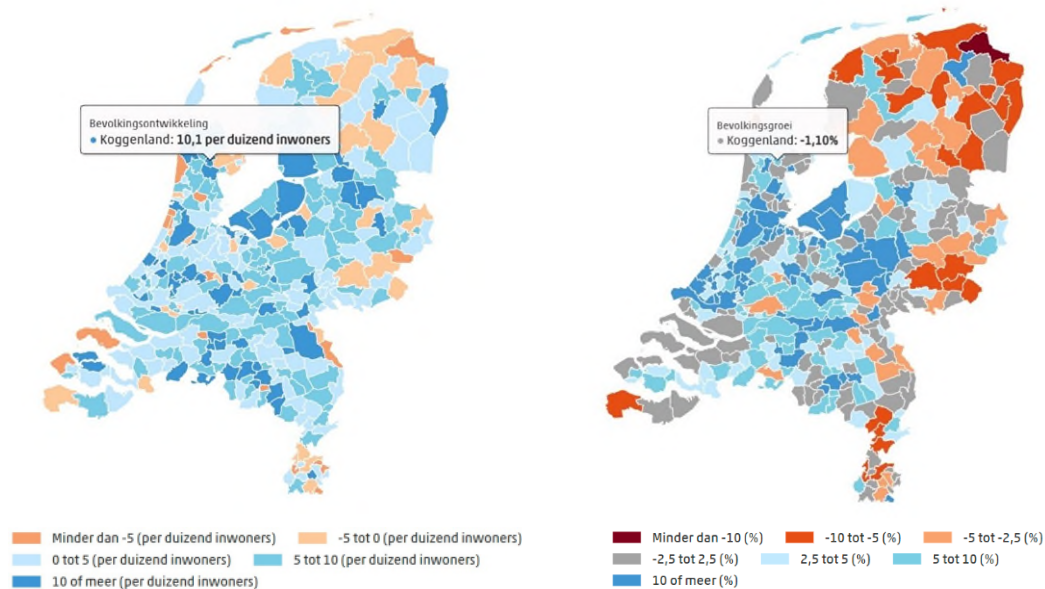 Bevolkingsontwikkeling
Koggenland: 10,1 per duizend inwoners
Bevolkingsgroei
Koggenland: -1,10%
Minder dan -5 (per duizend inwoners)
-5 tot 0 (per duizend inwoners)
0 tot 5 (per duizend inwoners)
5 tot 10 (per duizend inwoners)
10 of meer (per duizend inwoners)
Minder dan -10 (%)
-10 tot -5 (%)
-5 tot -2,5 (%)
-2,5 tot 2,5 (%)
2,5 tot 5 (%)
5 tot 10 (%)
10 of meer (%)